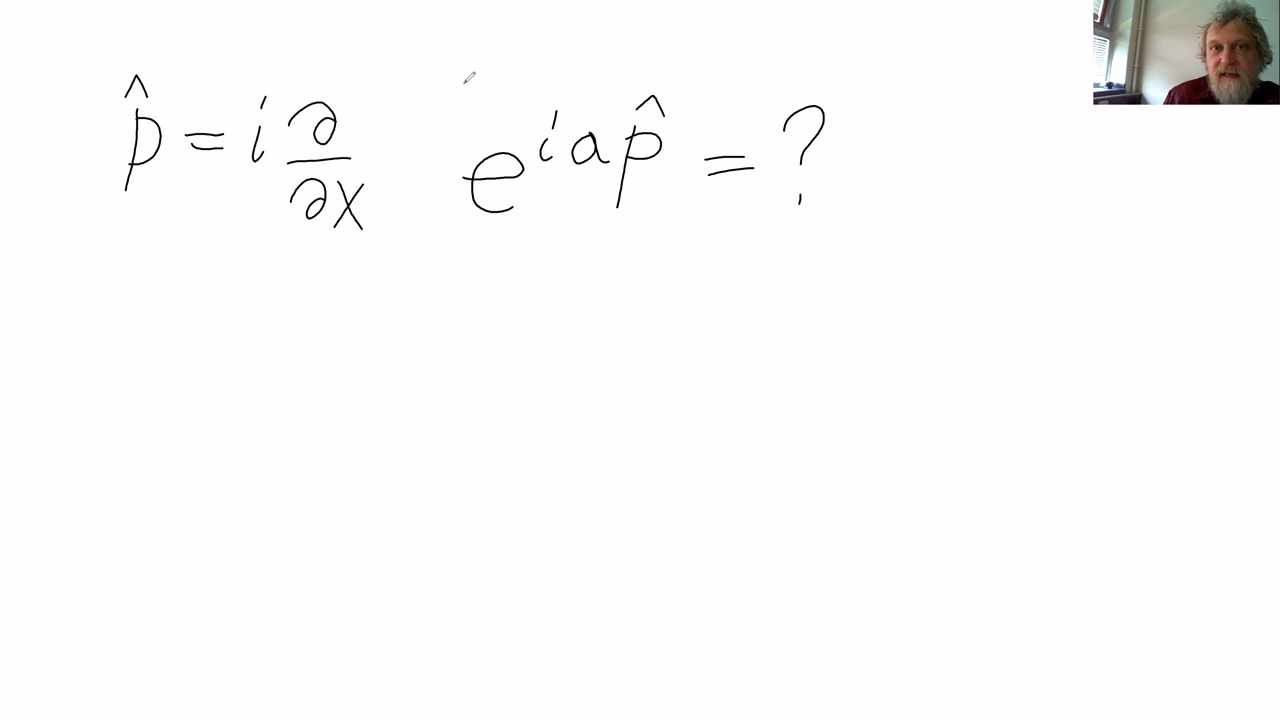 p̂ = i ∂/∂x   e^{iap̂} = ?